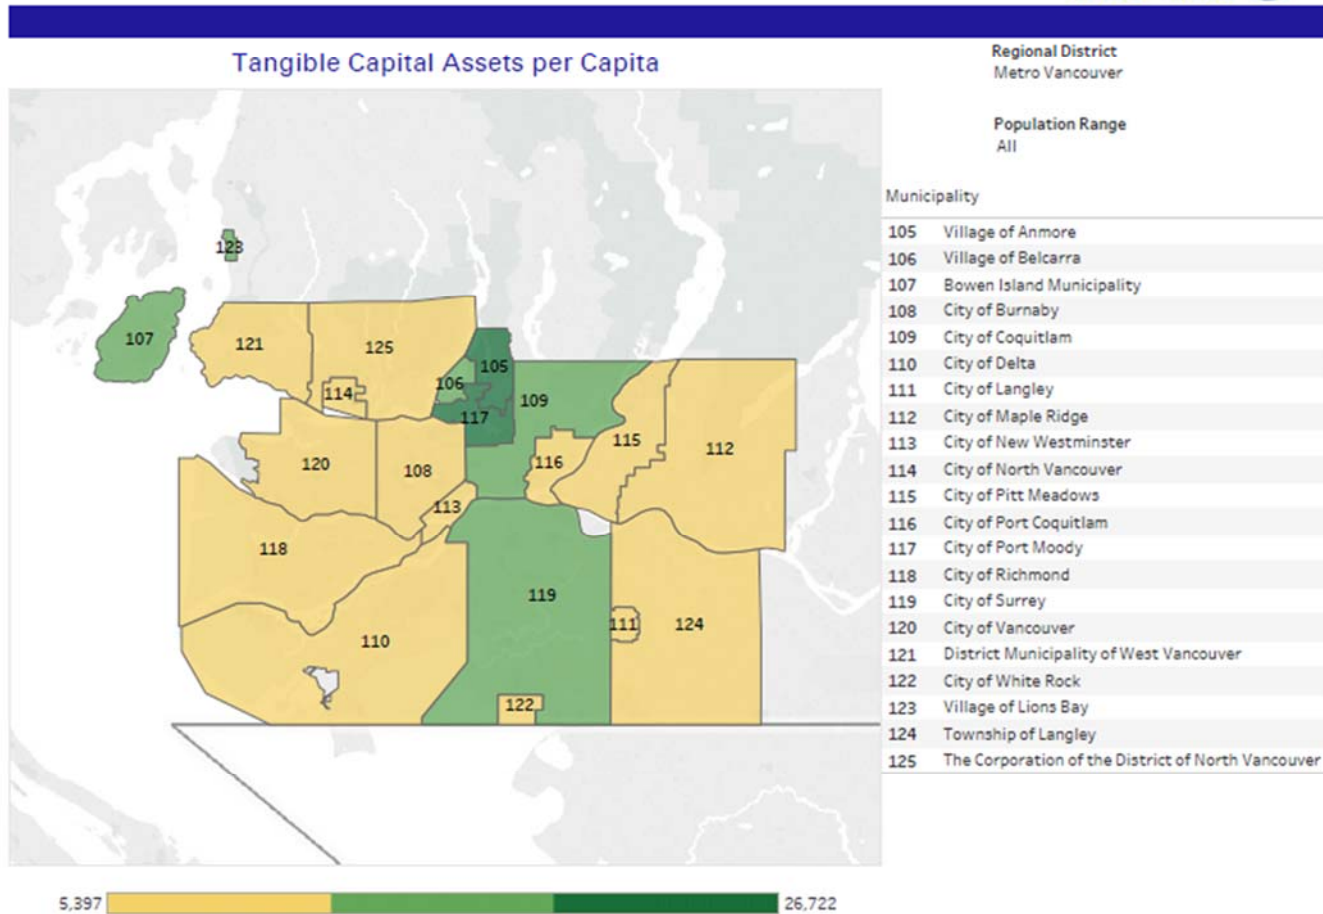 Tangible Capital Assets per Capita
Regional District
Metro Vancouver
Population Range
All
Municipality
105 Village of Anmore
106 Village of Belcarra
107 Bowen Island Municipality
108 City of Burnaby
109 City of Coquitlam
110 City of Delta
111 City of Langley
112 City of Maple Ridge
113 City of New Westminster
114 City of North Vancouver
115 City of Pitt Meadows
116 City of Port Coquitlam
117 City of Port Moody
118 City of Richmond
119 City of Surrey
120 City of Vancouver
121 District Municipality of West Vancouver
122 City of White Rock
123 Village of Lions Bay
124 Township of Langley
125 The Corporation of the District of North Vancouver
123
107
121
125
105
114
106
109
117
115
112
120
108
116
113
118
119
111
124
110
122
5,397
26,722